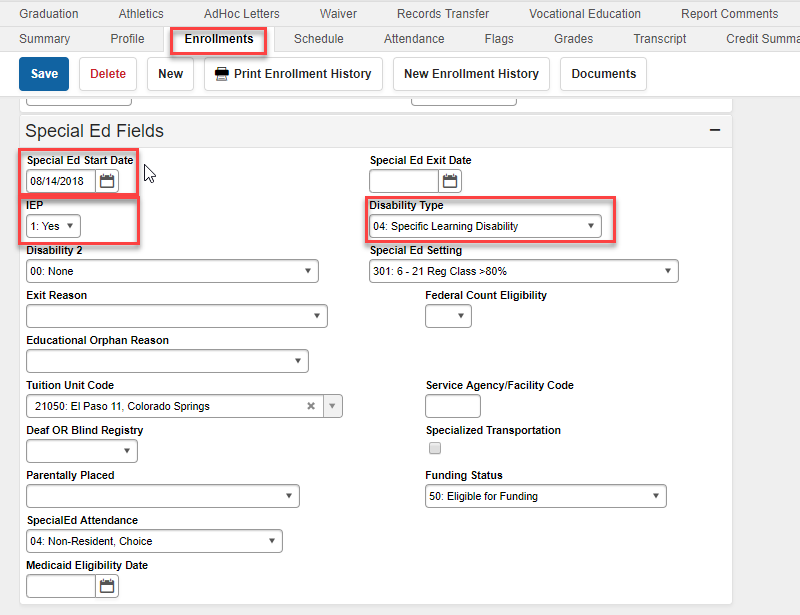 Graduation Athletics AdHoc Letters Waiver Records Transfer Vocational Education Report Comments
Summary Profile Enrollments Schedule Attendance Flags Grades Transcript Credit Summa
Save Delete New Print Enrollment History New Enrollment History Documents
Special Ed Fields
Special Ed Start Date Special Ed Exit Date
08/14/2018
IEP Disability Type
1: Yes 04: Specific Learning Disability
Disability 2 Special Ed Setting
00: None 301: 6 - 21 Reg Class >80%
Exit Reason Federal Count Eligibility
Educational Orphan Reason
Tuition Unit Code Service Agency/Facility Code
21050: El Paso 11, Colorado Springs
Deaf OR Blind Registry Specialized Transportation
Parentally Placed Funding Status
50: Eligible for Funding
SpecialEd Attendance
04: Non-Resident, Choice
Medicaid Eligibility Date